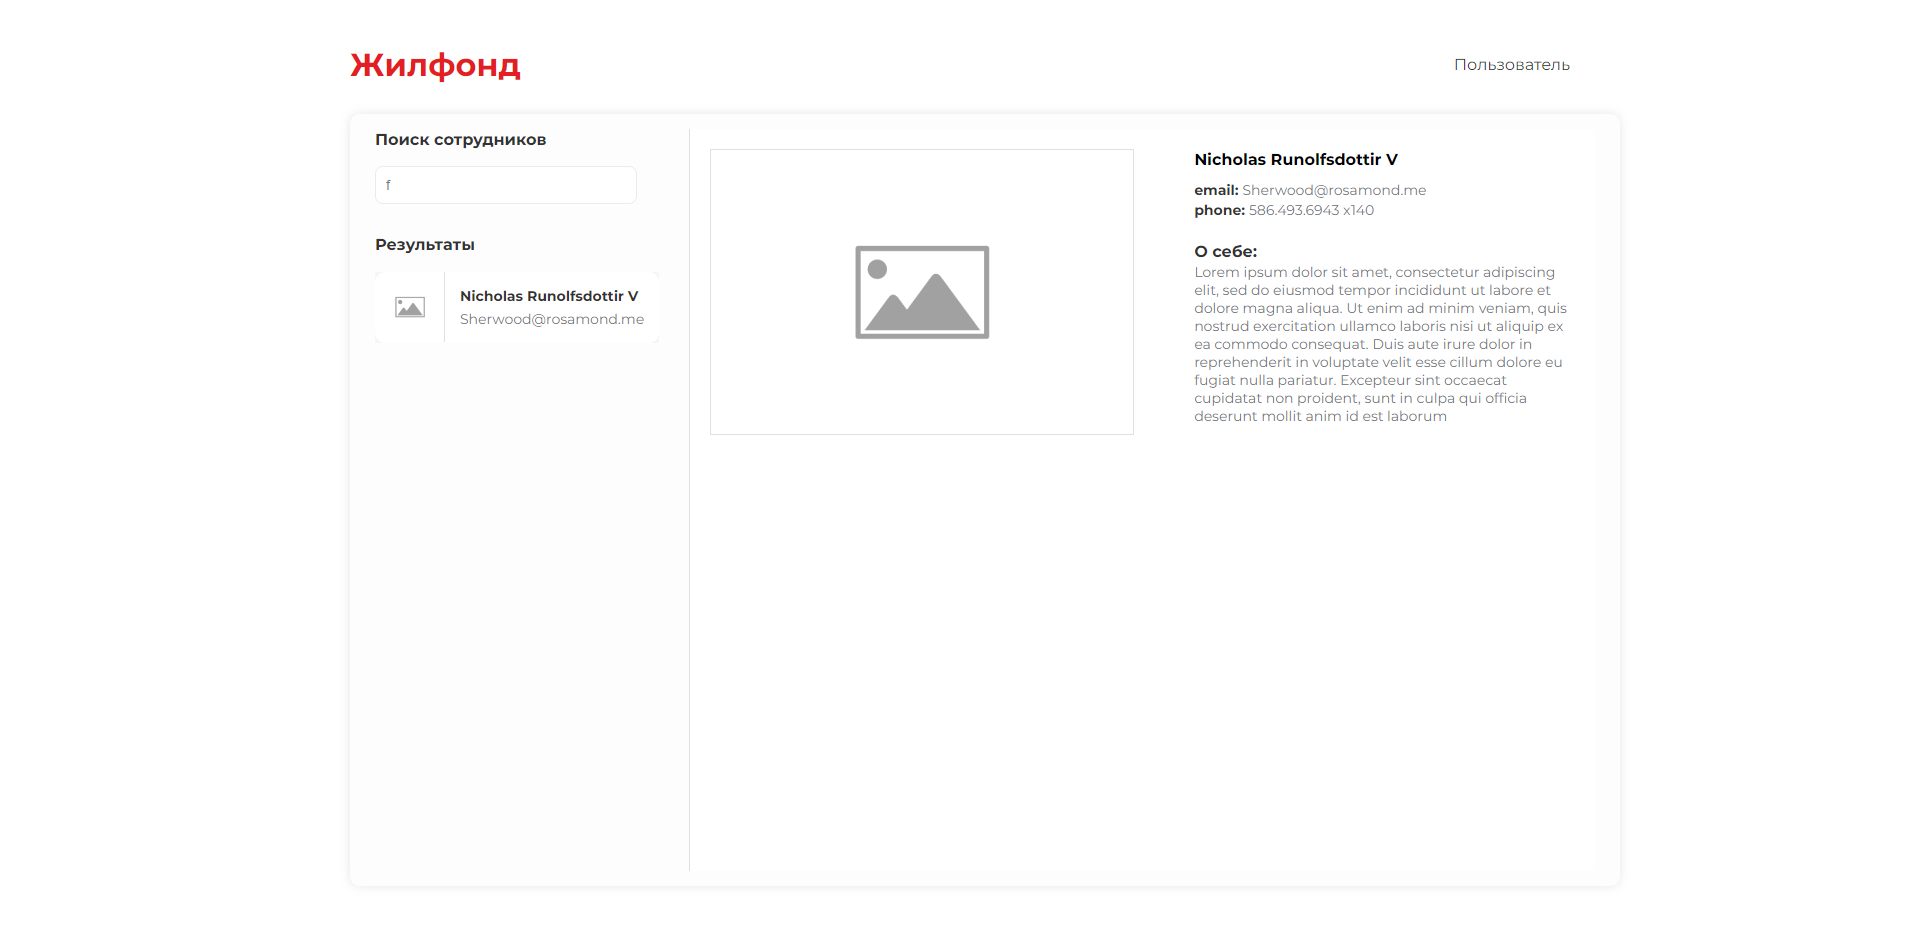 Жилфонд
Пользователь
Поиск сотрудников
f
Результаты
Nicholas Runolfsdottir V
Sherwood@rosamond.me
Nicholas Runolfsdottir V
email: Sherwood@rosamond.me
phone: 586.493.6943 x140
О себе:
Lorem ipsum dolor sit amet, consectetur adipiscing
elit, sed do eiusmod tempor incididunt ut labore et
dolore magna aliqua. Ut enim ad minim veniam, quis
nostrud exercitation ullamco laboris nisi ut aliquip ex
ea commodo consequat. Duis aute irure dolor in
reprehenderit in voluptate velit esse cillum dolore eu
fugiat nulla pariatur. Excepteur sint occaecat
cupidatat non proident, sunt in culpa qui officia
deserunt mollit anim id est laborum